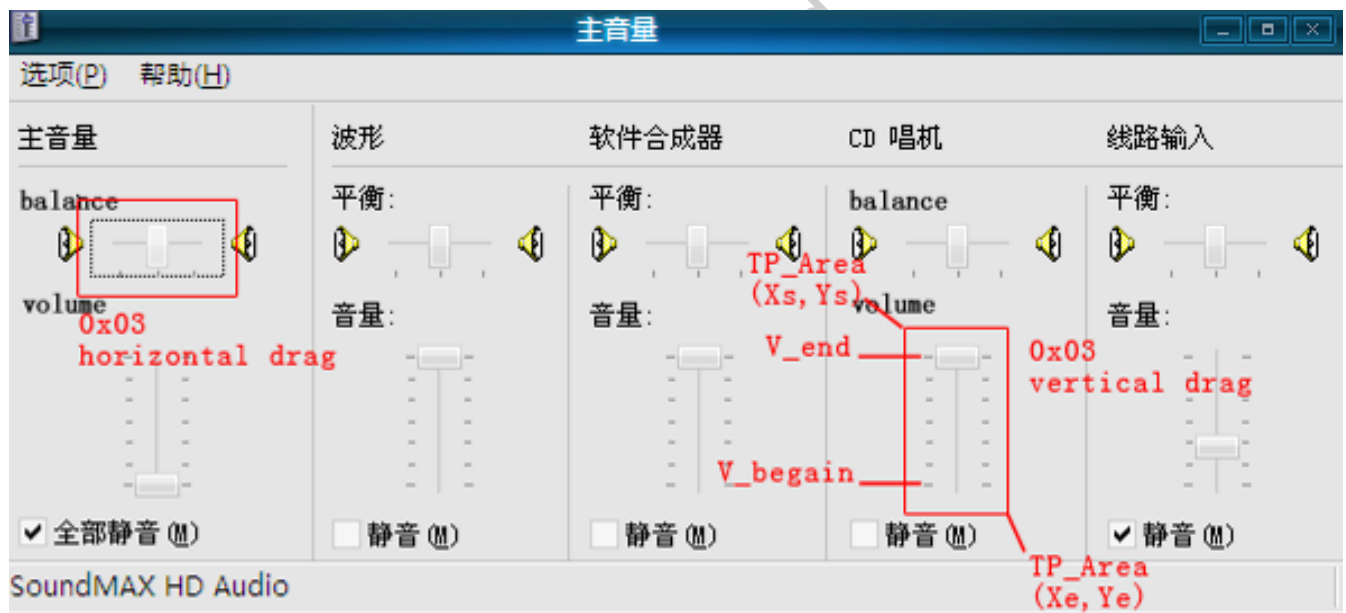 主音量
选项(P) 帮助(H)
主音量 波形 软件合成器 CD 唱机 线路输入
balance 平衡: 平衡: balance 平衡:
TP_Area
(Xs, Ys)
volume 音量: 音量: volume 音量:
0x03
horizontal drag
V_end
0x03
vertical drag
V_begain
全部静音(M) 静音(M) 静音(M) 静音(M) 静音(M)
TP_Area
(Xe, Ye)
SoundMAX HD Audio